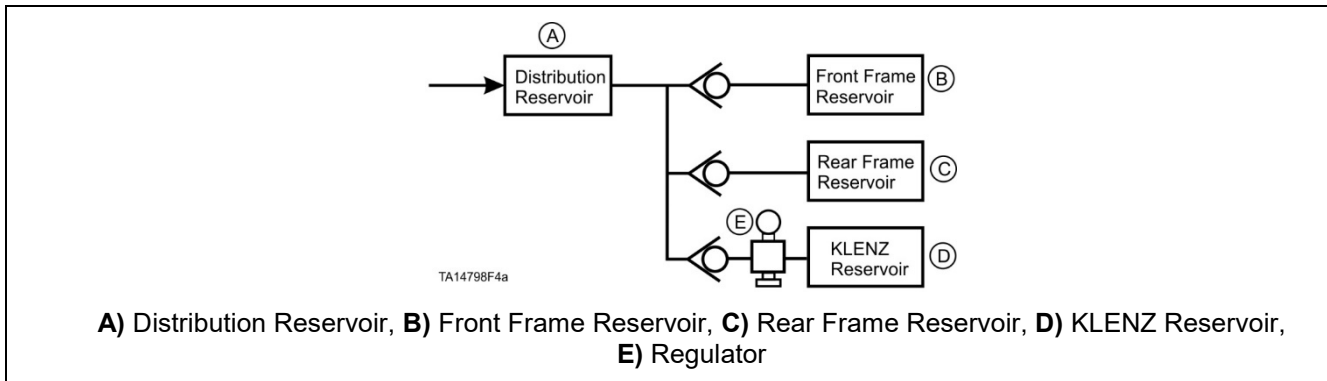 A
Distribution
Reservoir
Front Frame
Reservoir
B
Rear Frame
Reservoir
C
E
KLENZ
Reservoir
D
TA14798F4a
A) Distribution Reservoir, B) Front Frame Reservoir, C) Rear Frame Reservoir, D) KLENZ Reservoir,
E) Regulator